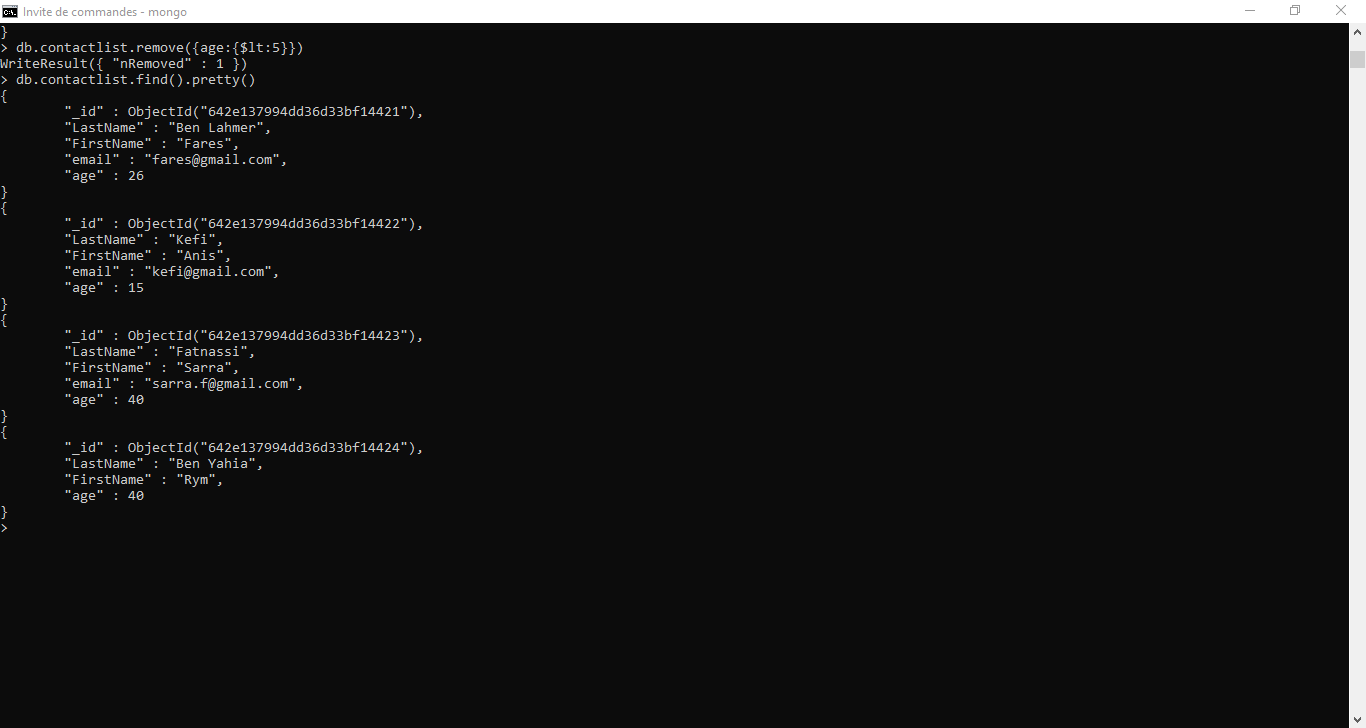 Invite de commandes - mongo
}
> db.contactlist.remove({age:{$lt:5}})
WriteResult({ "nRemoved" : 1 })
> db.contactlist.find().pretty()
{
        "_id" : ObjectId("642e137994dd36d33bf14421"),
        "LastName" : "Ben Lahmer",
        "FirstName" : "Fares",
        "email" : "fares@gmail.com",
        "age" : 26
}
{
        "_id" : ObjectId("642e137994dd36d33bf14422"),
        "LastName" : "Kefi",
        "FirstName" : "Anis",
        "email" : "kefi@gmail.com",
        "age" : 15
}
{
        "_id" : ObjectId("642e137994dd36d33bf14423"),
        "LastName" : "Fatnassi",
        "FirstName" : "Sarra",
        "email" : "sarra.f@gmail.com",
        "age" : 40
}
{
        "_id" : ObjectId("642e137994dd36d33bf14424"),
        "LastName" : "Ben Yahia",
        "FirstName" : "Rym",
        "age" : 40
}
>